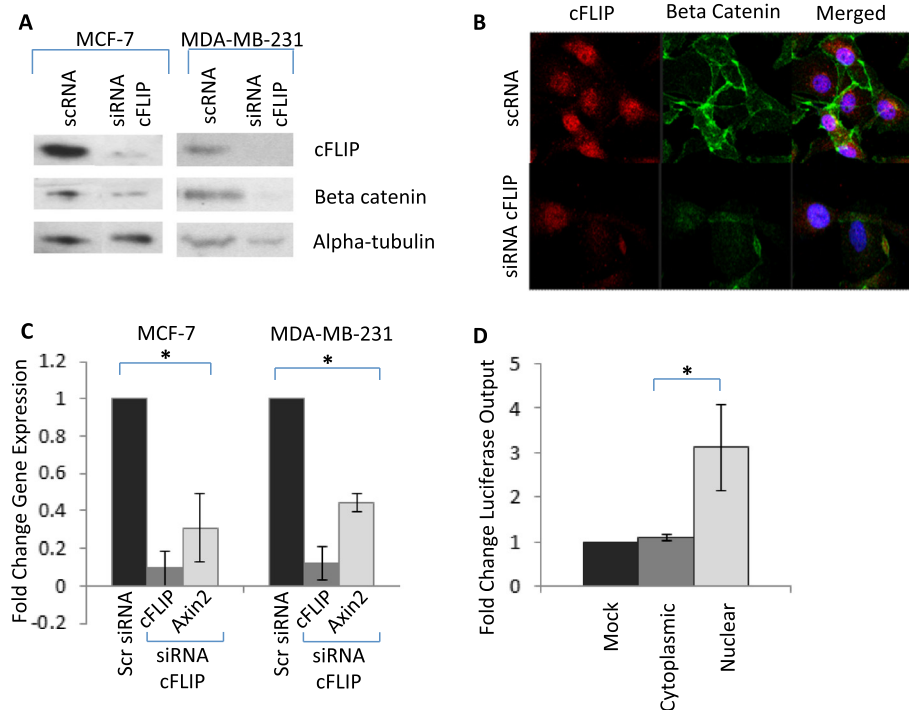 A
MCF-7
MDA-MB-231
scRNA
siRNA
cFLIP
scRNA
siRNA
cFLIP
cFLIP
Beta catenin
Alpha-tubulin
B
cFLIP
Beta Catenin
Merged
scRNA
siRNA cFLIP
C
MCF-7
MDA-MB-231
Fold Change Gene Expression
1.2
1
0.8
0.6
0.4
0.2
0
-0.2
*
*
Scr siRNA
cFLIP
Axin2
siRNA
cFLIP
Scr siRNA
cFLIP
Axin2
siRNA
cFLIP
D
Fold Change Luciferase Output
5
4
3
2
1
0
*
Mock
Cytoplasmic
Nuclear